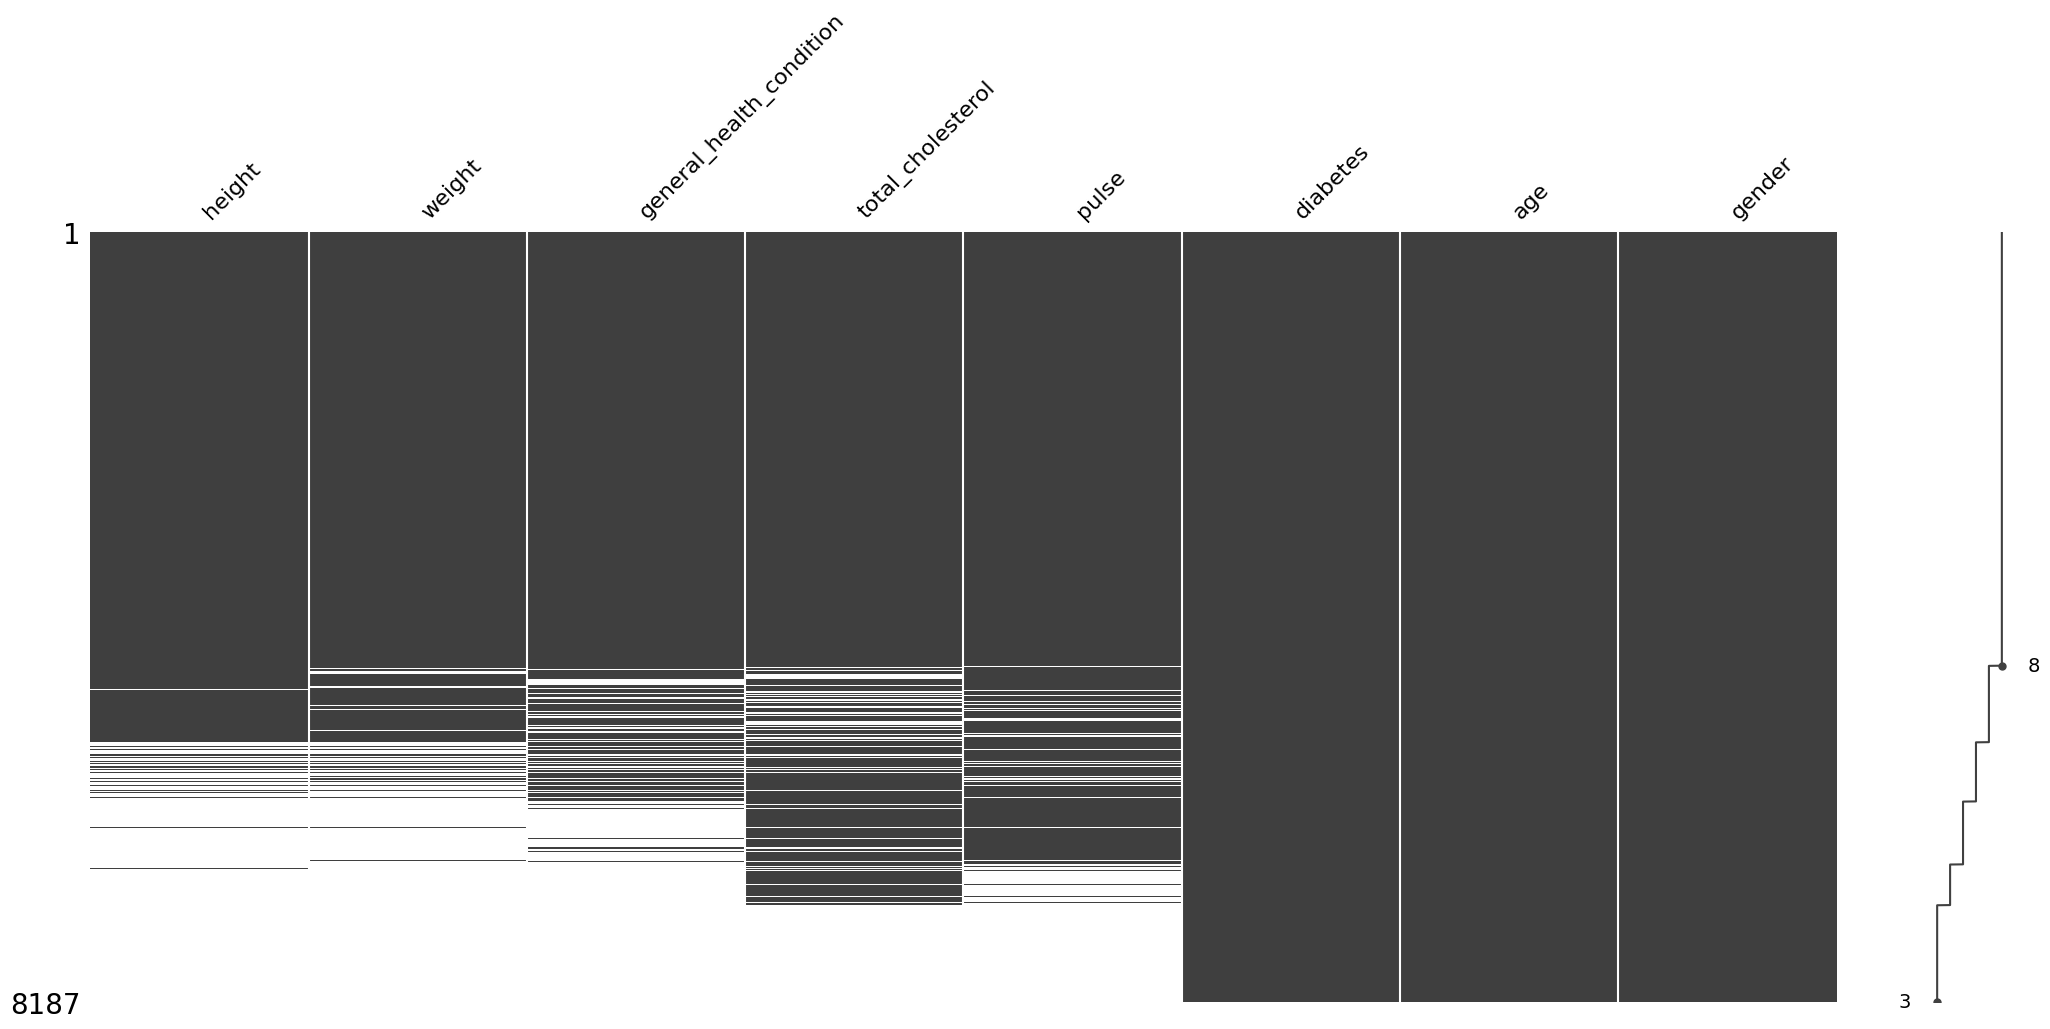 height
weight
general_health_condition
total_cholesterol
pulse
diabetes
age
gender
1
8
8187
3